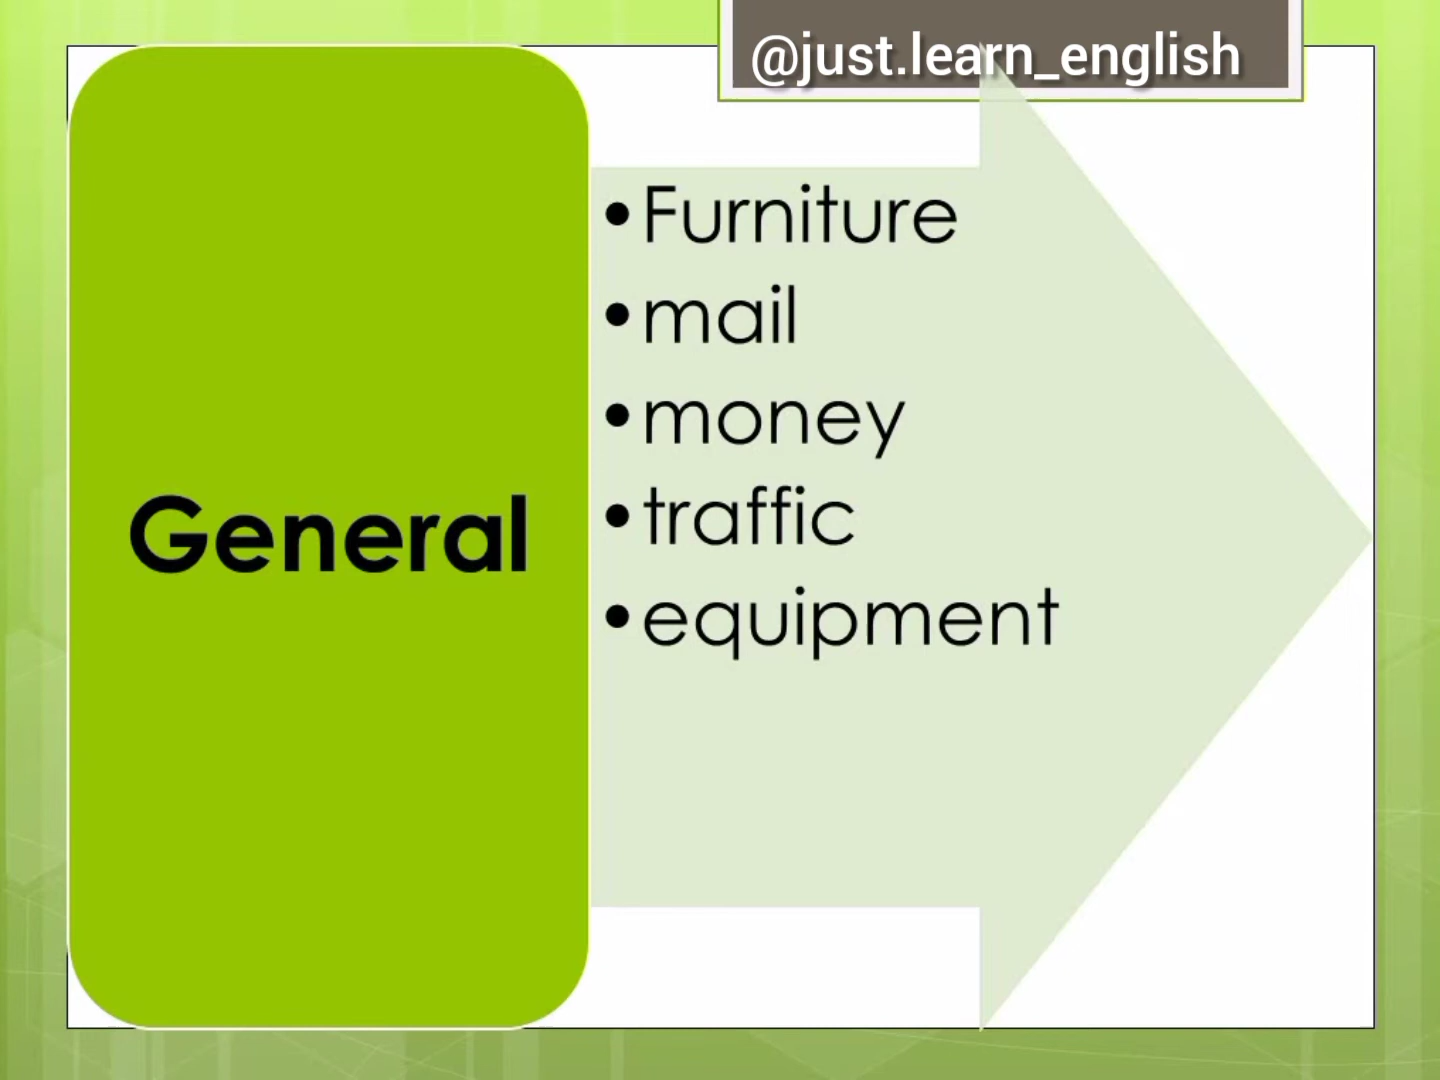 @just.learn_english
General
•Furniture
•mail
•money
•traffic
•equipment